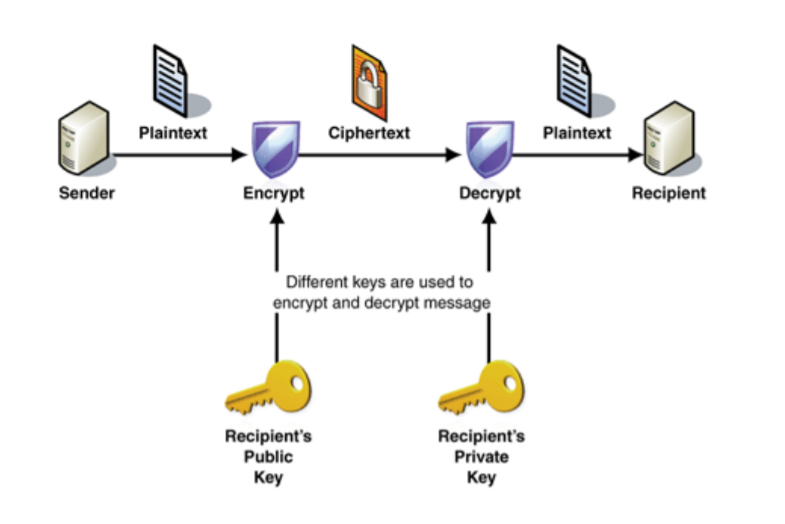 Plaintext
Ciphertext
Plaintext
Sender
Encrypt
Decrypt
Recipient
Different keys are used to
encrypt and decrypt message
Recipient's
Public
Key
Recipient's
Private
Key